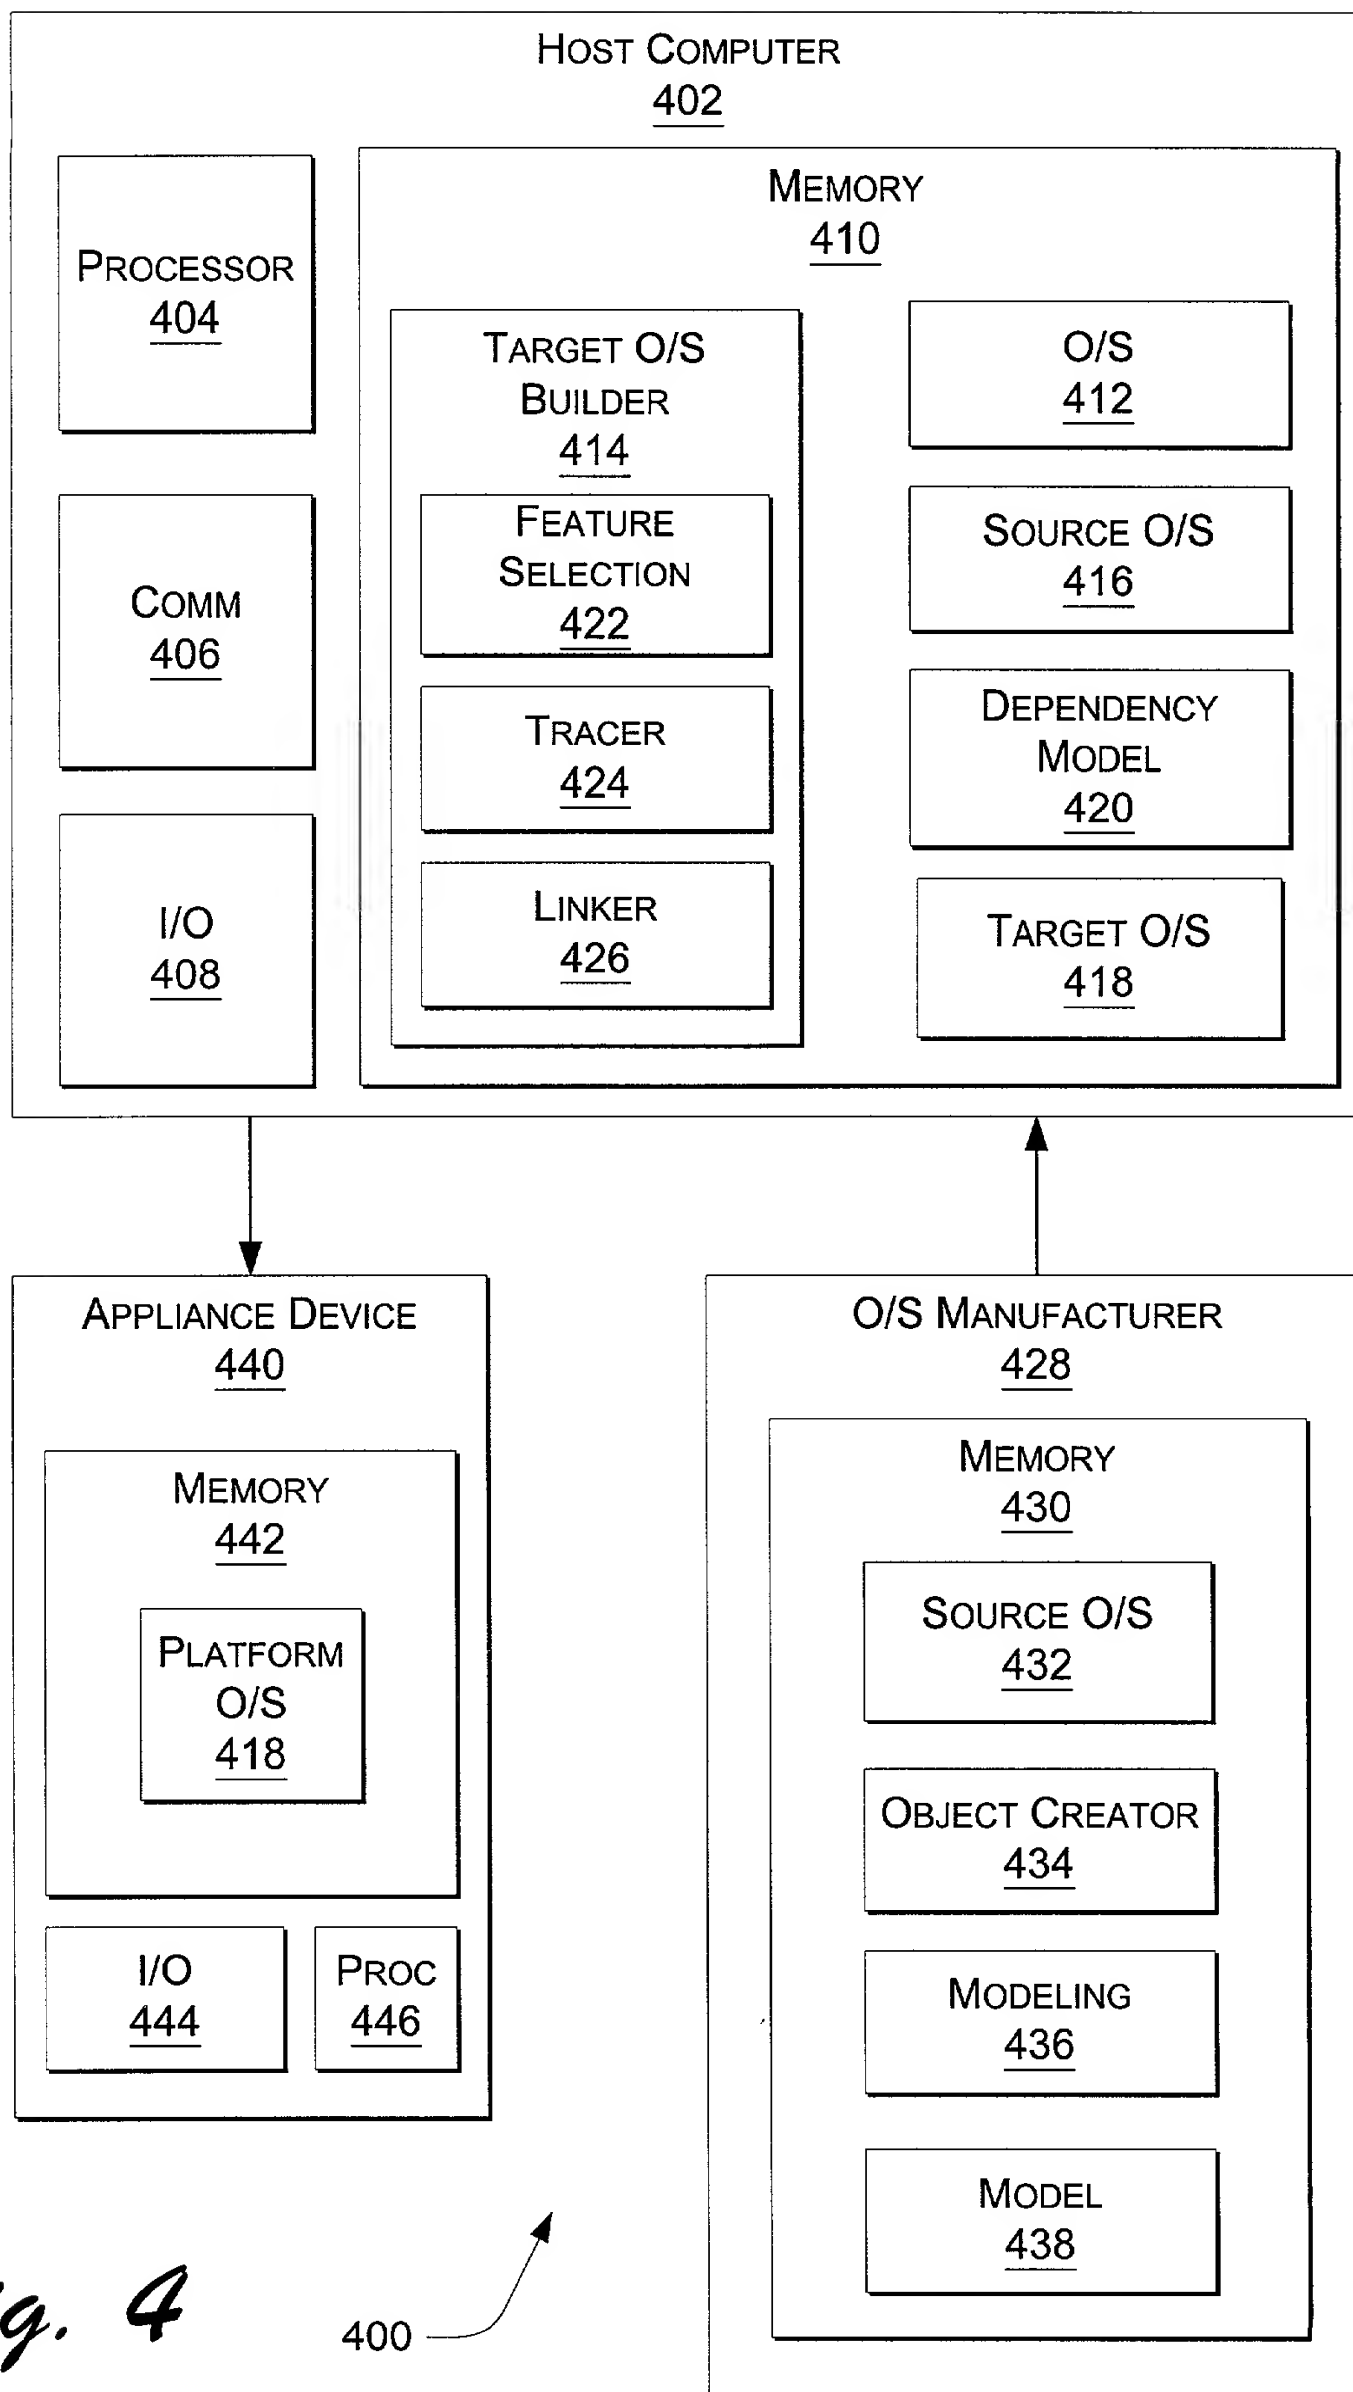 HOST COMPUTER
402
PROCESSOR
404
COMM
406
I/O
408
MEMORY
410
TARGET O/S
BUILDER
414
FEATURE
SELECTION
422
TRACER
424
LINKER
426
O/S
412
SOURCE O/S
416
DEPENDENCY
MODEL
420
TARGET O/S
418
APPLIANCE DEVICE
440
MEMORY
442
PLATFORM
O/S
418
I/O
444
PROC
446
O/S MANUFACTURER
428
MEMORY
430
SOURCE O/S
432
OBJECT CREATOR
434
MODELING
436
MODEL
438
g. 4
400